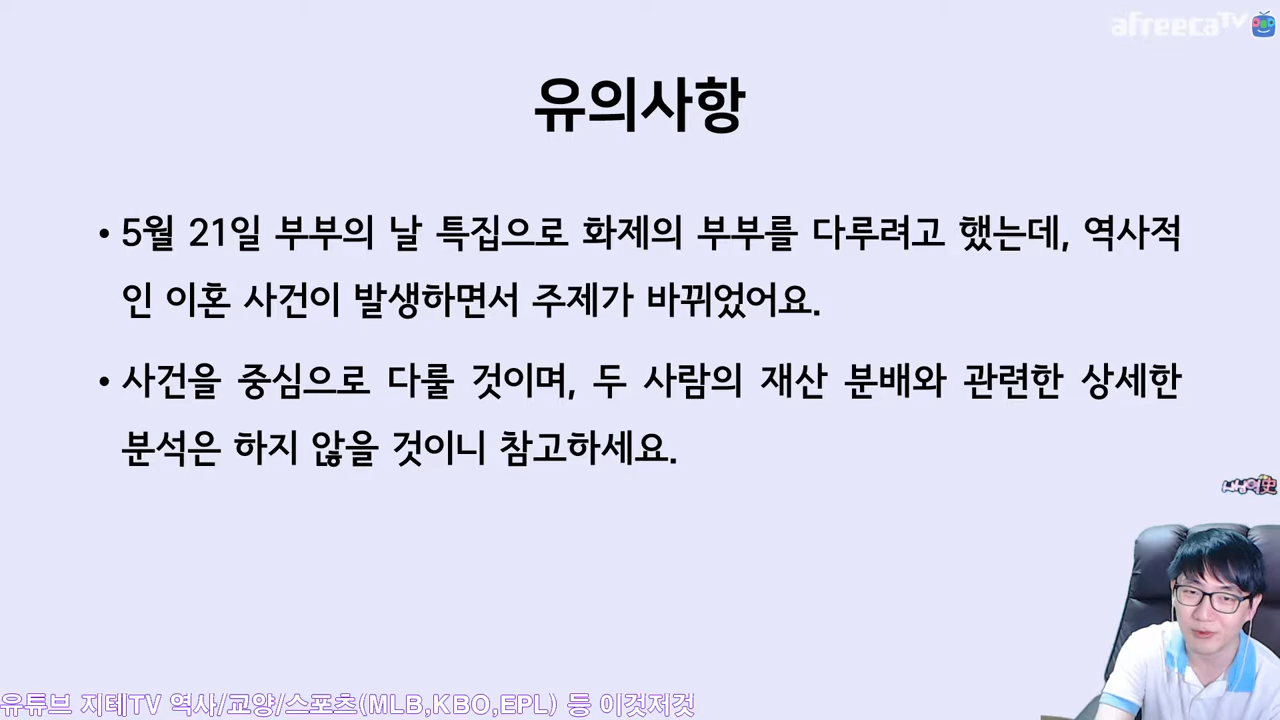 afreecaTV
유의사항
• 5월 21일 부부의 날 특집으로 화제의 부부를 다루려고 했는데, 역사적
인 이혼 사건이 발생하면서 주제가 바뀌었어요.
• 사건을 중심으로 다룰 것이며, 두 사람의 재산 분배와 관련한 상세한
분석은 하지 않을 것이니 참고하세요.
유튜브 지테TV 역사/교양/스포츠(MLB,KBO,EPL) 등 이것저것